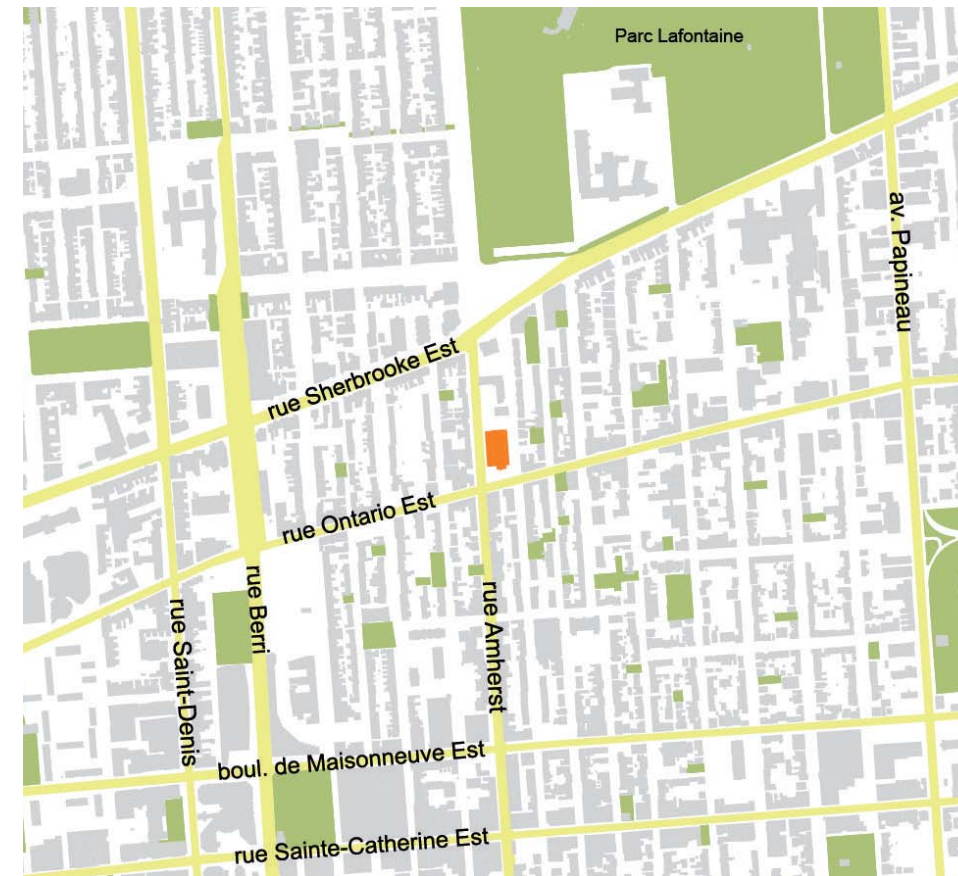 Parc Lafontaine
av. Papineau
rue Sherbrooke Est
rue Ontario Est
rue Berri
rue Saint-Denis
rue Amherst
boul. de Maisonneuve Est
rue Sainte-Catherine Est